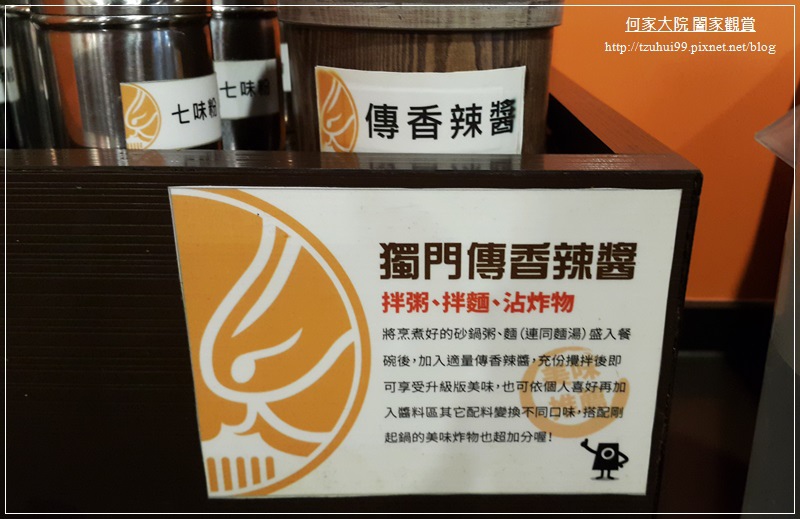 何家大院 闔家觀賞
http://tzuhui99.pixnet.net/blog
七味粉
七味粉
傳香辣醬
獨門傳香辣醬
拌粥、拌麵、沾炸物
將烹煮好的砂鍋粥、麵(連同麵湯)盛入餐
碗後,加入適量傳香辣醬,充份攪拌後即
可享受升級版美味,也可依個人喜好再加
入醬料區其它配料變換不同口味,搭配剛
起鍋的美味炸物也超加分喔!